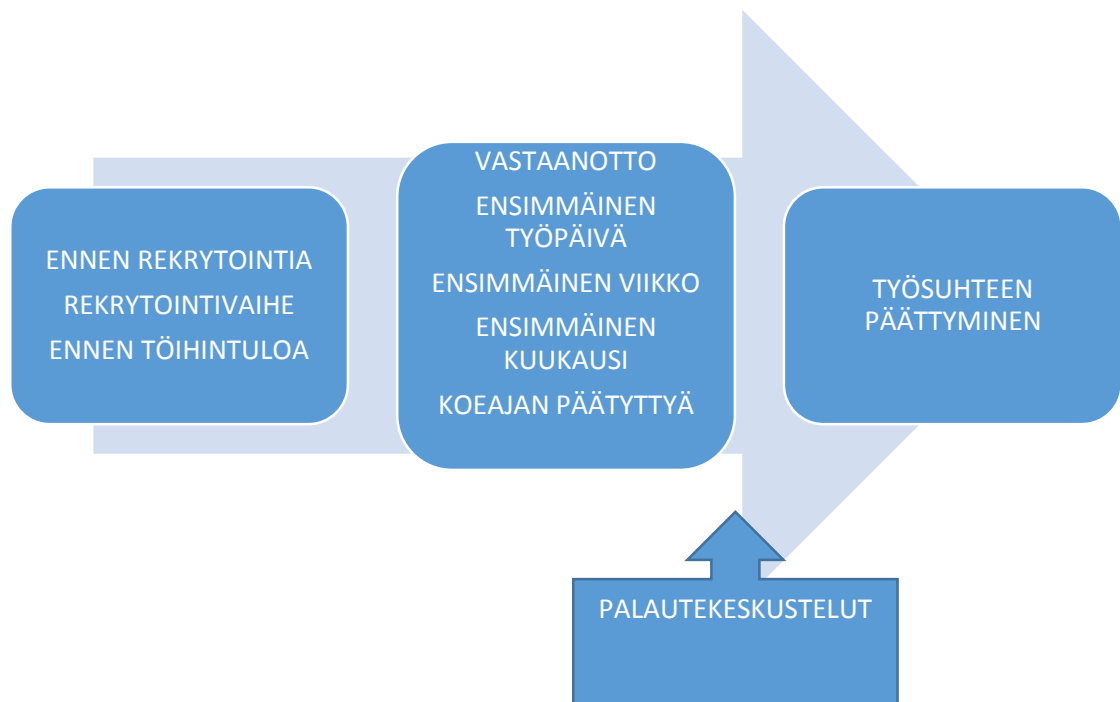 ENNEN REKRYTOINTIA
REKRYTOINTIVAIHE
ENNEN TÖIHINTULOA
VASTAANOTTO
ENSIMMÄINEN
TYÖPÄIVÄ
ENSIMMÄINEN VIIKKO
ENSIMMÄINEN
KUUKAUSI
KOEAJAN PÄÄTYTTYÄ
TYÖSUHTEEN
PÄÄTTYMINEN
PALAUTEKESKUSTELUT